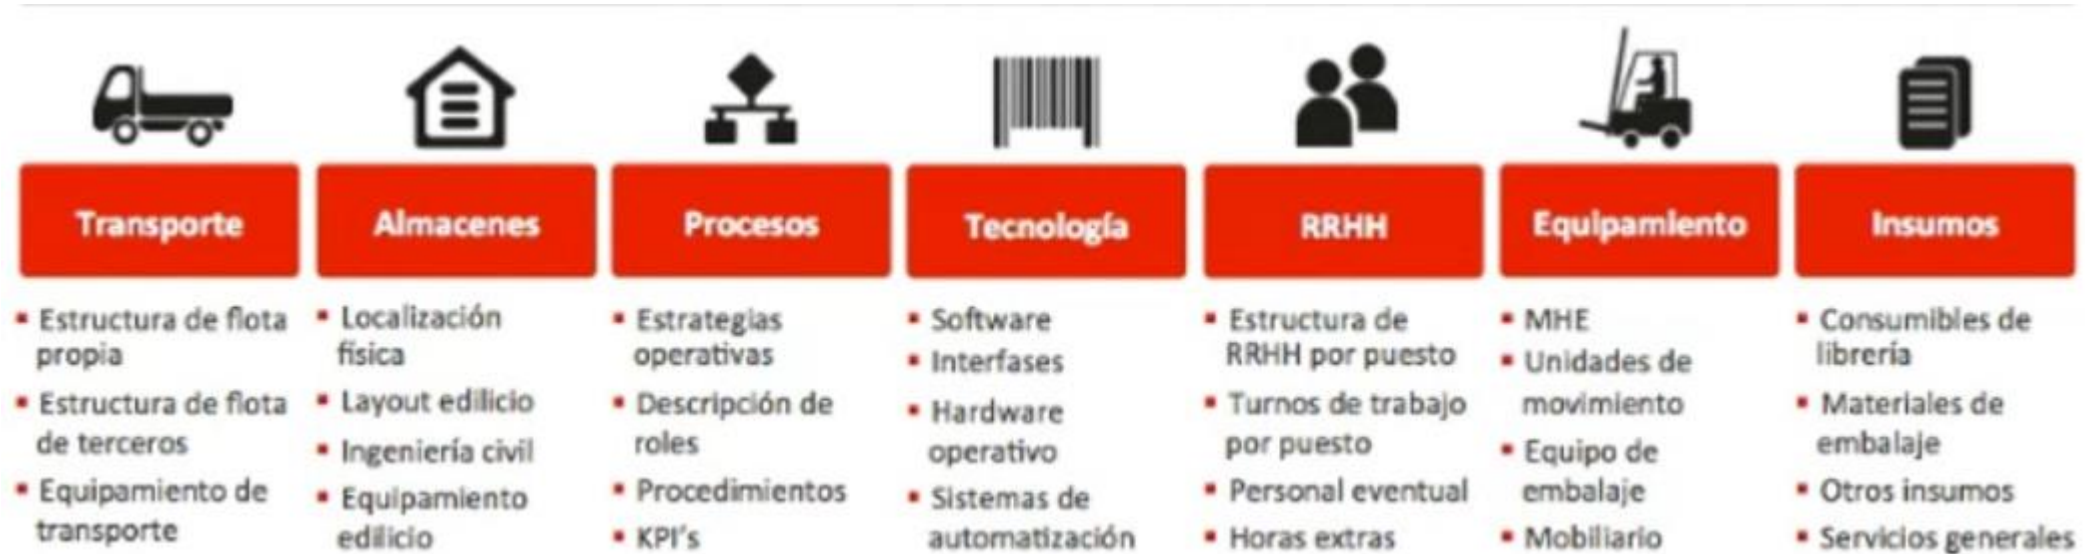 Transporte
Estructura de flota
propia
Estructura de flota
de terceros
Equipamiento de
transporte
Almacenes
Localización
física
Layout edilicio
Ingeniería civil
Equipamiento
edilicio
Procesos
Estrategias
operativas
Descripción de
roles
Procedimientos
KPI's
Tecnología
Software
Interfases
Hardware
operativo
Sistemas de
automatización
RRHH
Estructura de
RRHH por puesto
Turnos de trabajo
por puesto
Personal eventual
Horas extras
Equipamiento
MHE
Unidades de
movimiento
Equipo de
embalaje
Mobiliario
Insumos
Consumibles de
librería
Materiales de
embalaje
Otros insumos
Servicios generales